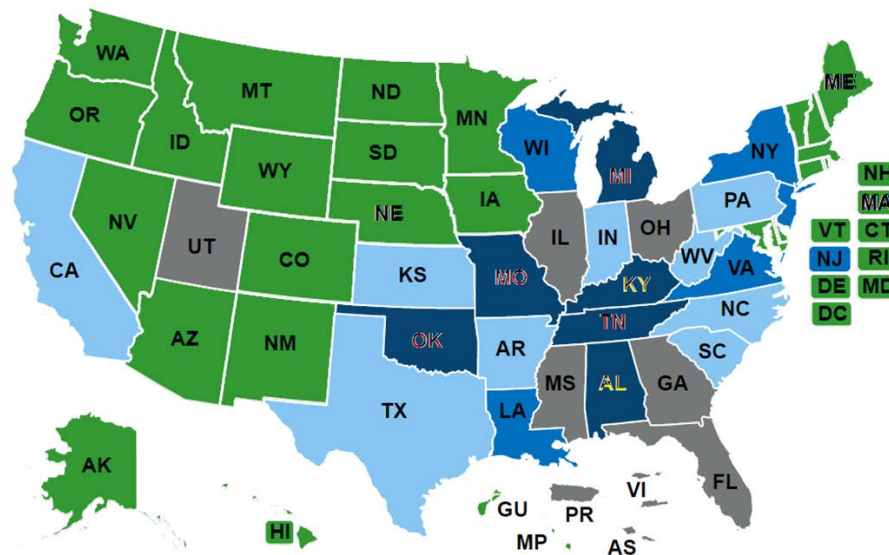 WA
MT
ND
MN
ME
OR
ID
SD
WI
MI
NY
WY
NH
NE
IA
PA
MA
NV
UT
IL
IN
OH
VT
CT
CA
CO
KS
MO
WV
VA
NJ
RI
KY
DE
MD
NC
DC
TN
AZ
NM
OK
AR
SC
MS
AL
GA
TX
LA
AK
FL
VI
GU
PR
HI
MP
AS